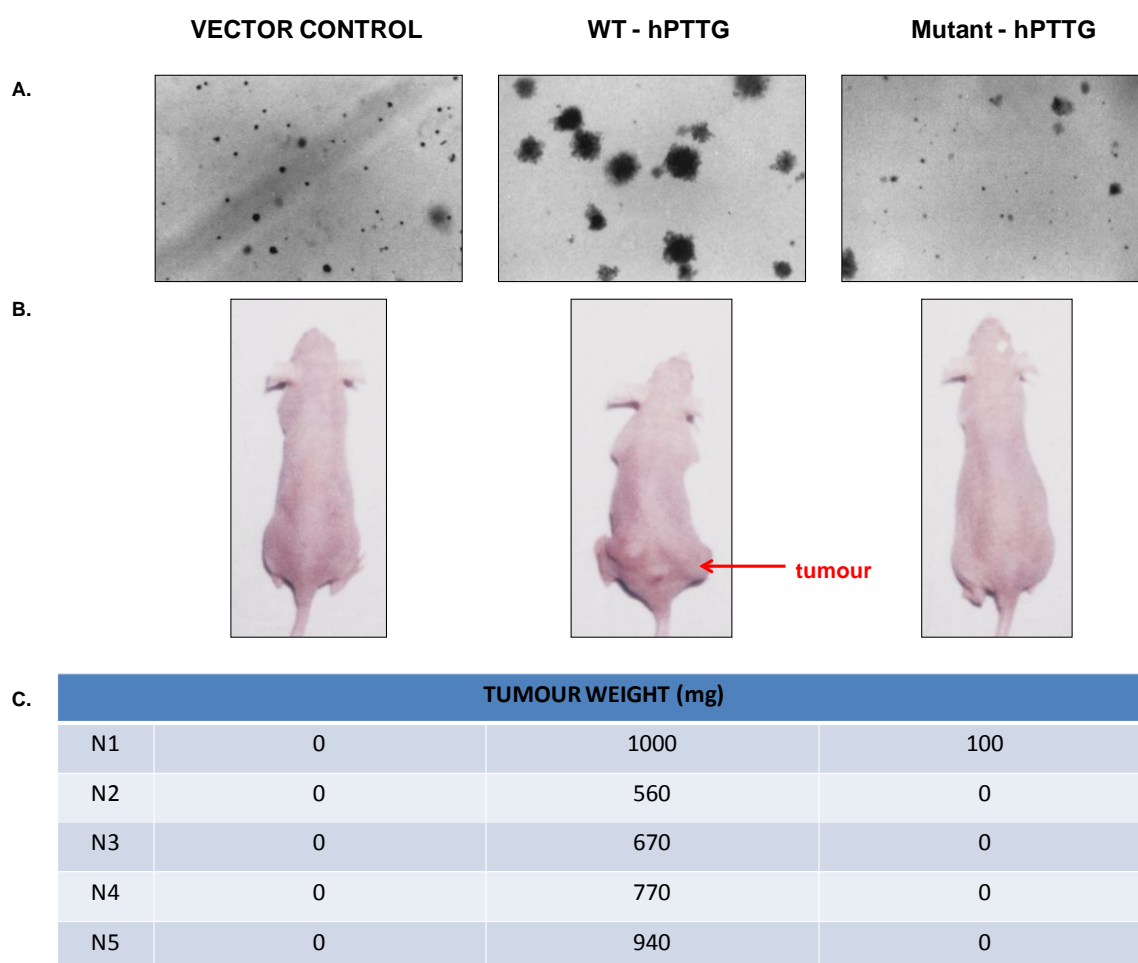 VECTOR CONTROL WT - hPTTG Mutant - hPTTG
A.
B.
tumour
C. TUMOUR WEIGHT (mg)
N1 0 1000 100
N2 0 560 0
N3 0 670 0
N4 0 770 0
N5 0 940 0